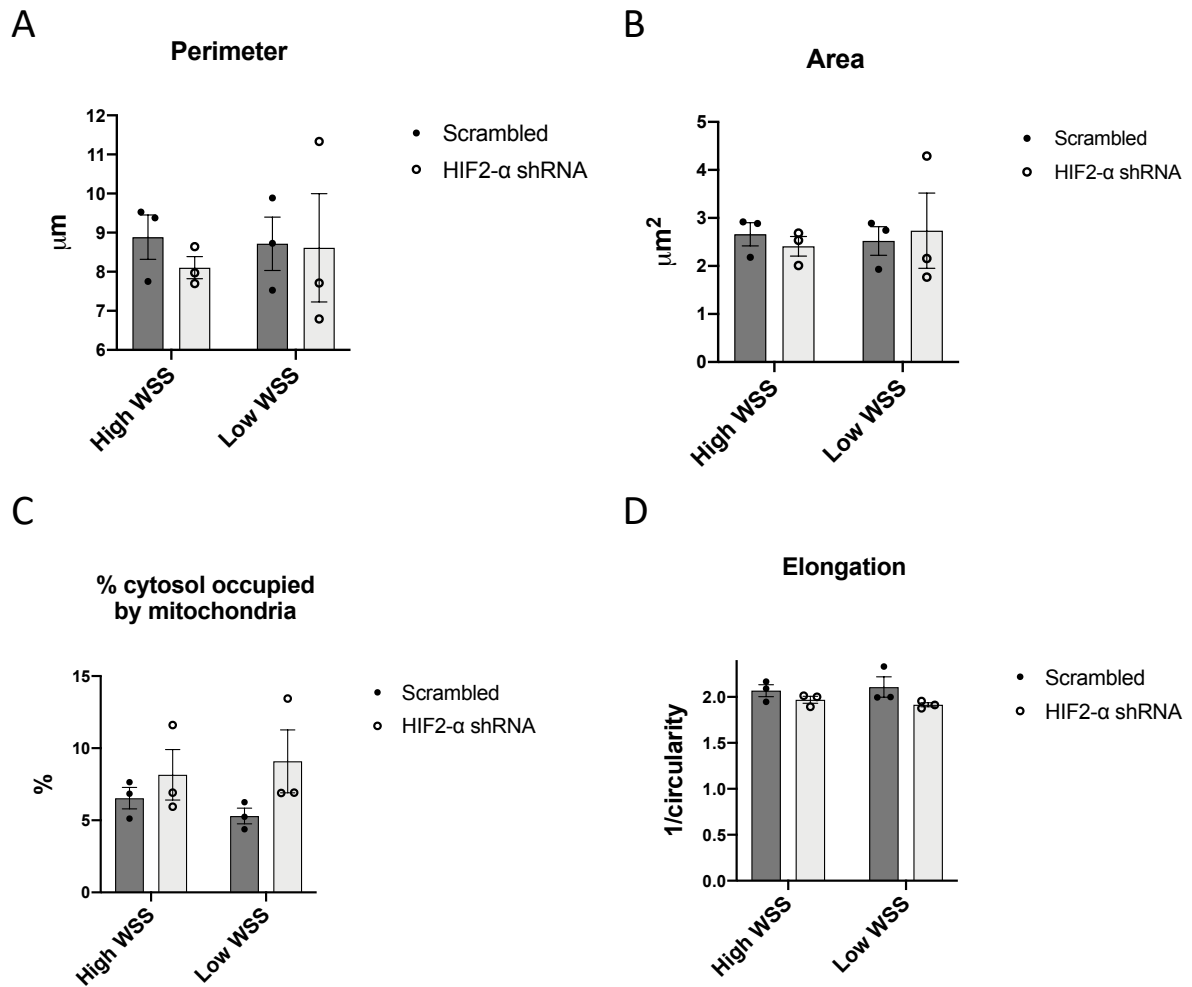 A
Perimeter
12
11
10
9
8
7
6
μm
High WSS
Low WSS
Scrambled
HIF2-α shRNA
B
Area
5
4
3
2
1
0
μm²
High WSS
Low WSS
Scrambled
HIF2-α shRNA
C
% cytosol occupied
by mitochondria
15
10
5
0
%
High WSS
Low WSS
Scrambled
HIF2-α shRNA
D
Elongation
2.0
1.5
1.0
0.5
0.0
1/circularity
High WSS
Low WSS
Scrambled
HIF2-α shRNA